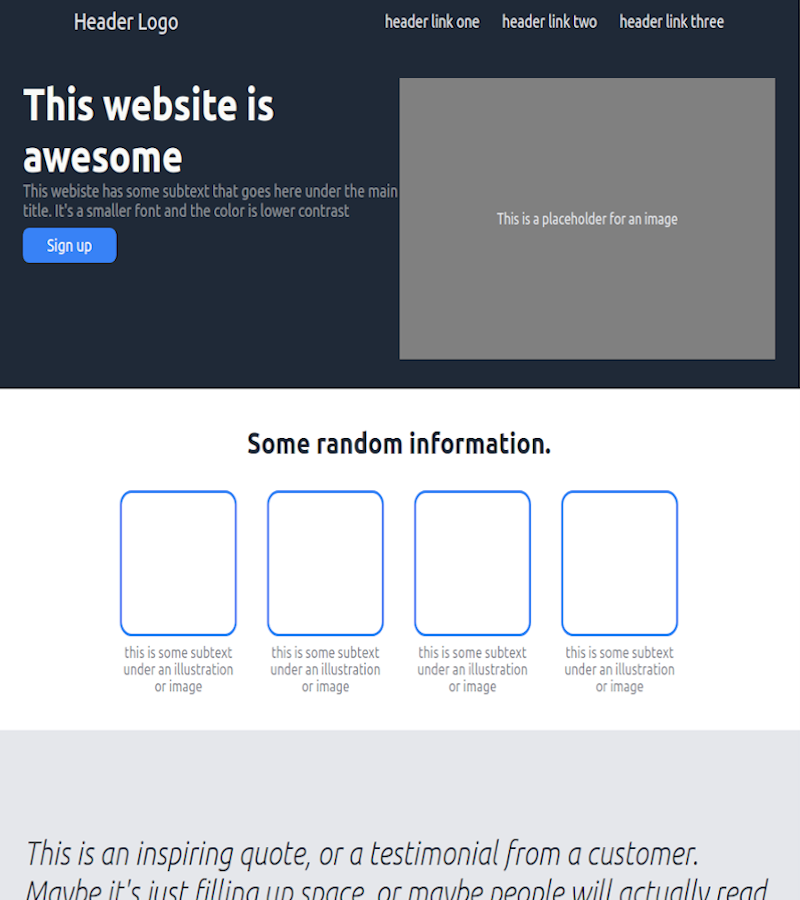 Header Logo
header link one
header link two
header link three
This website is
awesome
This webiste has some subtext that goes here under the main
title. It's a smaller font and the color is lower contrast
Sign up
This is a placeholder for an image
Some random information.
this is some subtext
under an illustration
or image
this is some subtext
under an illustration
or image
this is some subtext
under an illustration
or image
this is some subtext
under an illustration
or image
This is an inspiring quote, or a testimonial from a customer.
Maybe it's just filling up space, or maybe people will actually read